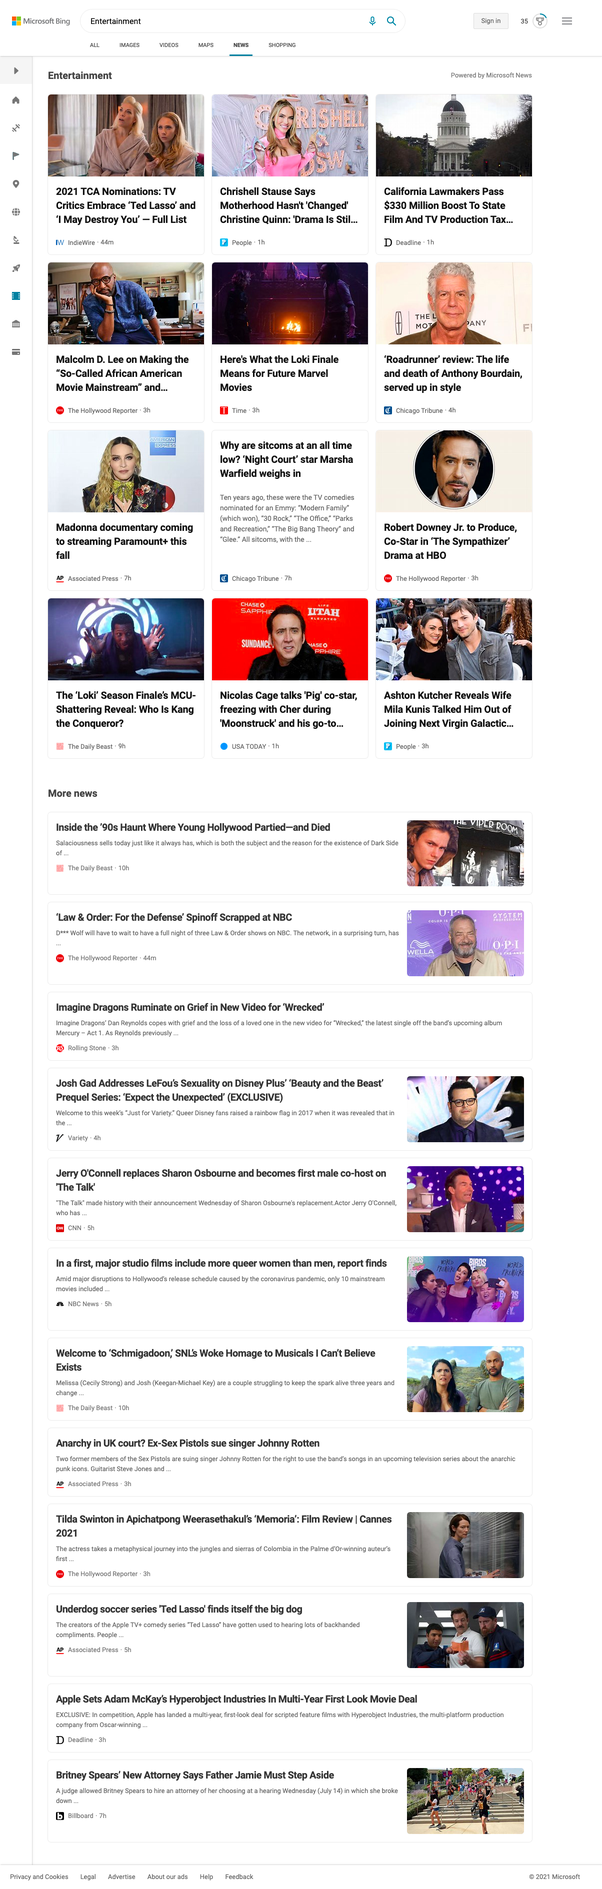 Microsoft Bing
Entertainment
Sign in
35
ALL IMAGES VIDEOS MAPS NEWS SHOPPING
Entertainment
Powered by Microsoft News
2021 TCA Nominations: TV
Critics Embrace 'Ted Lasso' and
'I May Destroy You' — Full List
IW IndieWire · 44m
CHRISHELL
DSW
Chrishell Stause Says
Motherhood Hasn't 'Changed'
Christine Quinn: 'Drama Is Stil...
People · 1h
California Lawmakers Pass
$330 Million Boost To State
Film And TV Production Tax...
D Deadline · 1h
Malcolm D. Lee on Making the
"So-Called African American
Movie Mainstream" and...
The Hollywood Reporter · 3h
Here's What the Loki Finale
Means for Future Marvel
Movies
Time · 3h
'Roadrunner' review: The life
and death of Anthony Bourdain,
served up in style
Chicago Tribune · 4h
Madonna documentary coming
to streaming Paramount+ this
fall
AP Associated Press · 7h
Why are sitcoms at an all time
low? 'Night Court' star Marsha
Warfield weighs in
Ten years ago, these were the TV comedies
nominated for an Emmy: "Modern Family"
(which won), "30 Rock," "The Office," "Parks
and Recreation," "The Big Bang Theory" and
"Glee." All sitcoms, with the ...
Chicago Tribune · 7h
Robert Downey Jr. to Produce,
Co-Star in 'The Sympathizer'
Drama at HBO
The Hollywood Reporter · 3h
The 'Loki' Season Finale's MCU-
Shattering Reveal: Who Is Kang
the Conqueror?
The Daily Beast · 9h
CHASE
SAPPHIRE
UTAH
SUNDANCE
CHASE
Nicolas Cage talks 'Pig' co-star,
freezing with Cher during
'Moonstruck' and his go-to...
USA TODAY · 1h
Ashton Kutcher Reveals Wife
Mila Kunis Talked Him Out of
Joining Next Virgin Galactic...
People · 3h
More news
Inside the '90s Haunt Where Young Hollywood Partied—and Died
Salaciousness sells today just like it always has, which is both the subject and the reason for the existence of Dark Side
of ...
The Daily Beast · 10h
THE VIPER ROOM
'Law & Order: For the Defense' Spinoff Scrapped at NBC
D*** Wolf will have to wait to have a full night of three Law & Order shows on NBC. The network, in a surprising turn, has
...
The Hollywood Reporter · 44m
O·P·I
SYSTEM
WELLA
O·P·I
Imagine Dragons Ruminate on Grief in New Video for 'Wrecked'
Imagine Dragons' Dan Reynolds copes with grief and the loss of a loved one in the new video for "Wrecked," the latest single off the band's upcoming album
Mercury – Act 1. As Reynolds previously ...
Rolling Stone · 3h
Josh Gad Addresses LeFou's Sexuality on Disney Plus' 'Beauty and the Beast'
Prequel Series: 'Expect the Unexpected' (EXCLUSIVE)
Welcome to this week's "Just for Variety." Queer Disney fans raised a rainbow flag in 2017 when it was revealed that in
the ...
V Variety · 4h
Jerry O'Connell replaces Sharon Osbourne and becomes first male co-host on
'The Talk'
"The Talk" made history with their announcement Wednesday of Sharon Osbourne's replacement.Actor Jerry O'Connell,
who has ...
CNN CNN · 5h
In a first, major studio films include more queer women than men, report finds
Amid major disruptions to Hollywood's release schedule caused by the coronavirus pandemic, only 10 mainstream
movies included ...
NBC News · 5h
BIRDS
Welcome to 'Schmigadoon,' SNL's Woke Homage to Musicals I Can't Believe
Exists
Melissa (Cecily Strong) and Josh (Keegan-Michael Key) are a couple struggling to keep the spark alive three years and
change ...
The Daily Beast · 10h
Anarchy in UK court? Ex-Sex Pistols sue singer Johnny Rotten
Two former members of the Sex Pistols are suing singer Johnny Rotten for the right to use the band's songs in an upcoming television series about the anarchic
punk icons. Guitarist Steve Jones and ...
AP Associated Press · 3h
Tilda Swinton in Apichatpong Weerasethakul's 'Memoria': Film Review | Cannes
2021
The actress takes a metaphysical journey into the jungles and sierras of Colombia in the Palme d'Or-winning auteur's
first ...
The Hollywood Reporter · 3h
Underdog soccer series 'Ted Lasso' finds itself the big dog
The creators of the Apple TV+ comedy series "Ted Lasso" have gotten used to hearing lots of backhanded
compliments. People ...
AP Associated Press · 5h
Apple Sets Adam McKay's Hyperobject Industries In Multi-Year First Look Movie Deal
EXCLUSIVE: In competition, Apple has landed a multi-year, first-look deal for scripted feature films with Hyperobject Industries, the multi-platform production
company from Oscar-winning ...
D Deadline · 3h
Britney Spears' New Attorney Says Father Jamie Must Step Aside
A judge allowed Britney Spears to hire an attorney of her choosing at a hearing Wednesday (July 14) in which she broke
down ...
b Billboard · 7h
Privacy and Cookies Legal Advertise About our ads Help Feedback
© 2021 Microsoft